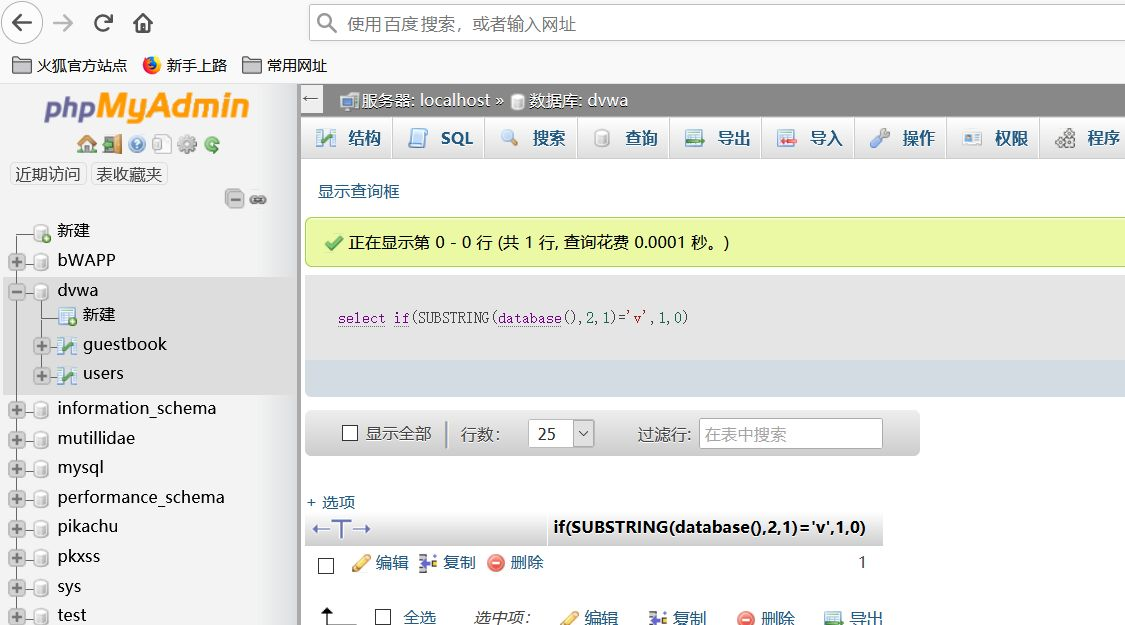 使用百度搜索，或者输入网址
火狐官方站点 新手上路 常用网址
phpMyAdmin
近期访问 表收藏夹
新建
bWAPP
dvwa
新建
guestbook
users
information_schema
mutillidae
mysql
performance_schema
pikachu
pkxss
sys
test
服务器: localhost » 数据库: dvwa
结构 SQL 搜索 查询 导出 导入 操作 权限 程序
显示查询框
正在显示第 0 - 0 行 (共 1 行, 查询花费 0.0001 秒。)
select if(SUBSTRING(database(),2,1)='v',1,0)
显示全部 行数: 25 过滤行: 在表中搜索
+ 选项
←T→ if(SUBSTRING(database(),2,1)='v',1,0)
编辑 复制 删除 1
全选 选中项: 编辑 复制 删除 导出